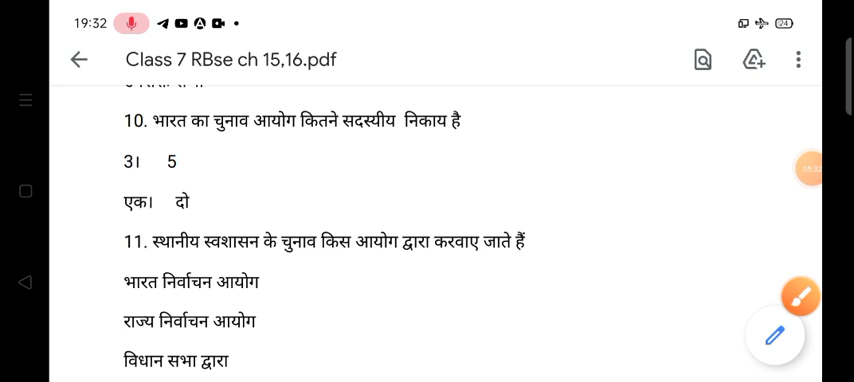 19:32
24
Class 7 RBse ch 15,16.pdf
10. भारत का चुनाव आयोग कितने सदस्यीय निकाय है
3। 5
एक। दो
11. स्थानीय स्वशासन के चुनाव किस आयोग द्वारा करवाए जाते हैं
भारत निर्वाचन आयोग
राज्य निर्वाचन आयोग
विधान सभा द्वारा